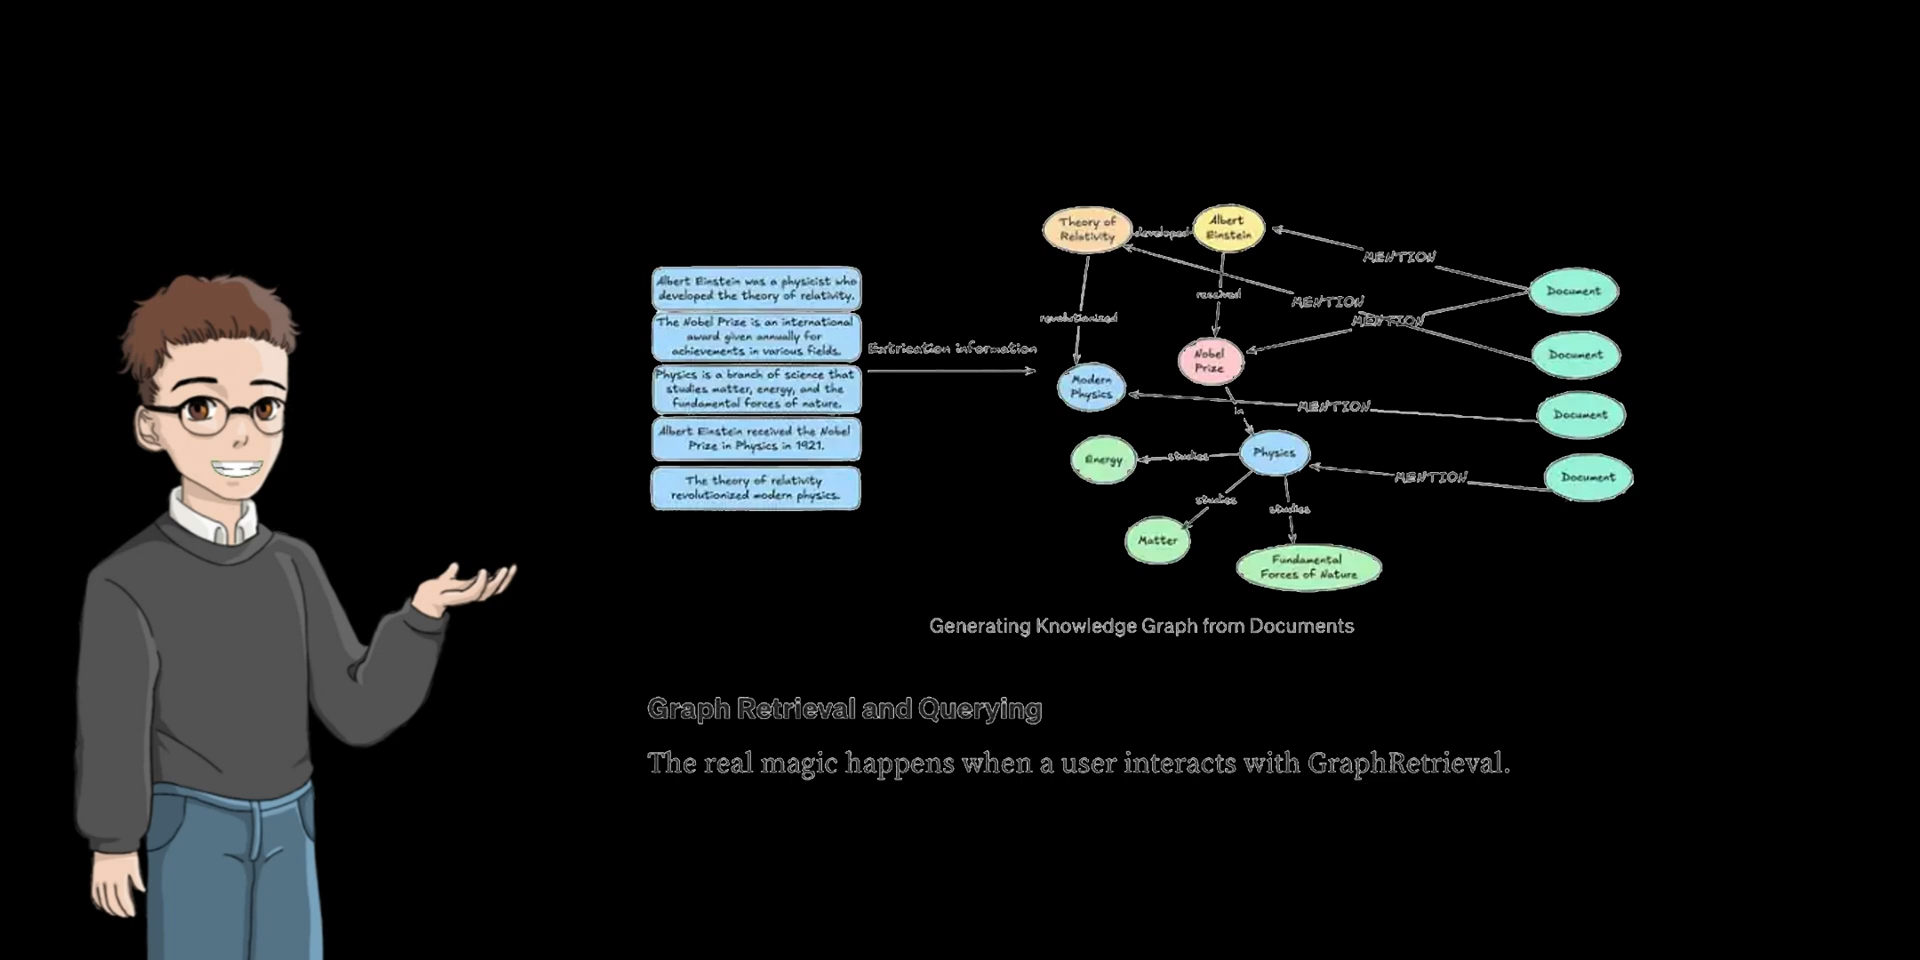 Albert Einstein was a physicist who
developed the theory of relativity.
The Nobel Prize is an international
award given annually for
achievements in various fields.
Physics is a branch of science that
studies matter, energy, and the
fundamental forces of nature.
Albert Einstein received the Nobel
Prize in Physics in 1921.
The theory of relativity
revolutionized modern physics.
Extrication information
Theory of
Relativity
developed
Albert
Einstein
MENTION
Document
received
MENTION
revolutionized
MENTION
Nobel
Prize
Document
Modern
Physics
in
MENTION
Document
Energy
studies
Physics
MENTION
Document
studies
studies
Matter
Fundamental
Forces of Nature
Generating Knowledge Graph from Documents
Graph Retrieval and Querying
The real magic happens when a user interacts with GraphRetrieval.